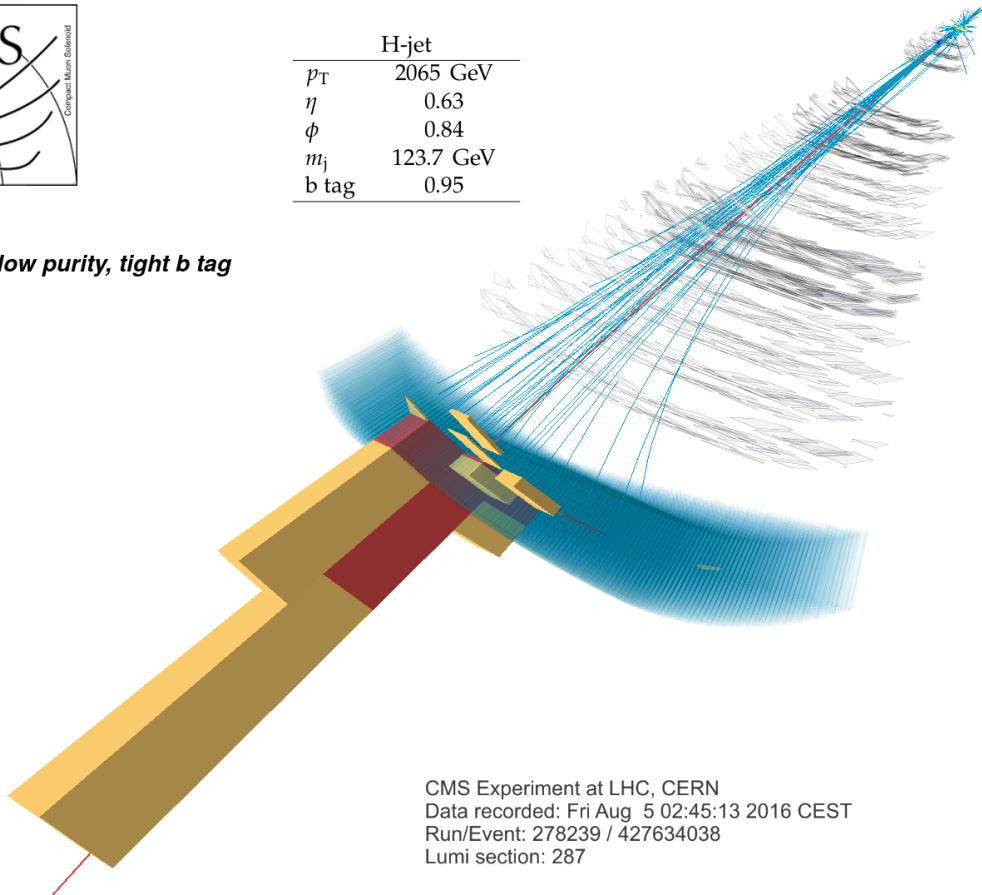 S
Compact Muon Solenoid
H-jet
pT 2065 GeV
η 0.63
ϕ 0.84
mj 123.7 GeV
b tag 0.95
low purity, tight b tag
CMS Experiment at LHC, CERN
Data recorded: Fri Aug 5 02:45:13 2016 CEST
Run/Event: 278239 / 427634038
Lumi section: 287